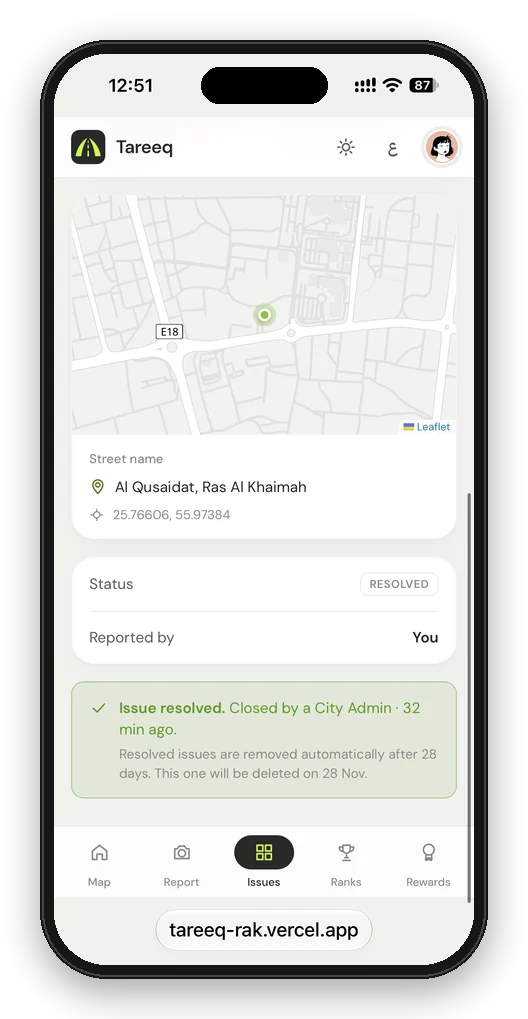 12:51
87
Tareeq
ع
E18
Leaflet
Street name
Al Qusaidat, Ras Al Khaimah
25.76606, 55.97384
Status
RESOLVED
Reported by
You
Issue resolved. Closed by a City Admin · 32
min ago.
Resolved issues are removed automatically after 28
days. This one will be deleted on 28 Nov.
Map
Report
Issues
Ranks
Rewards
tareeq-rak.vercel.app